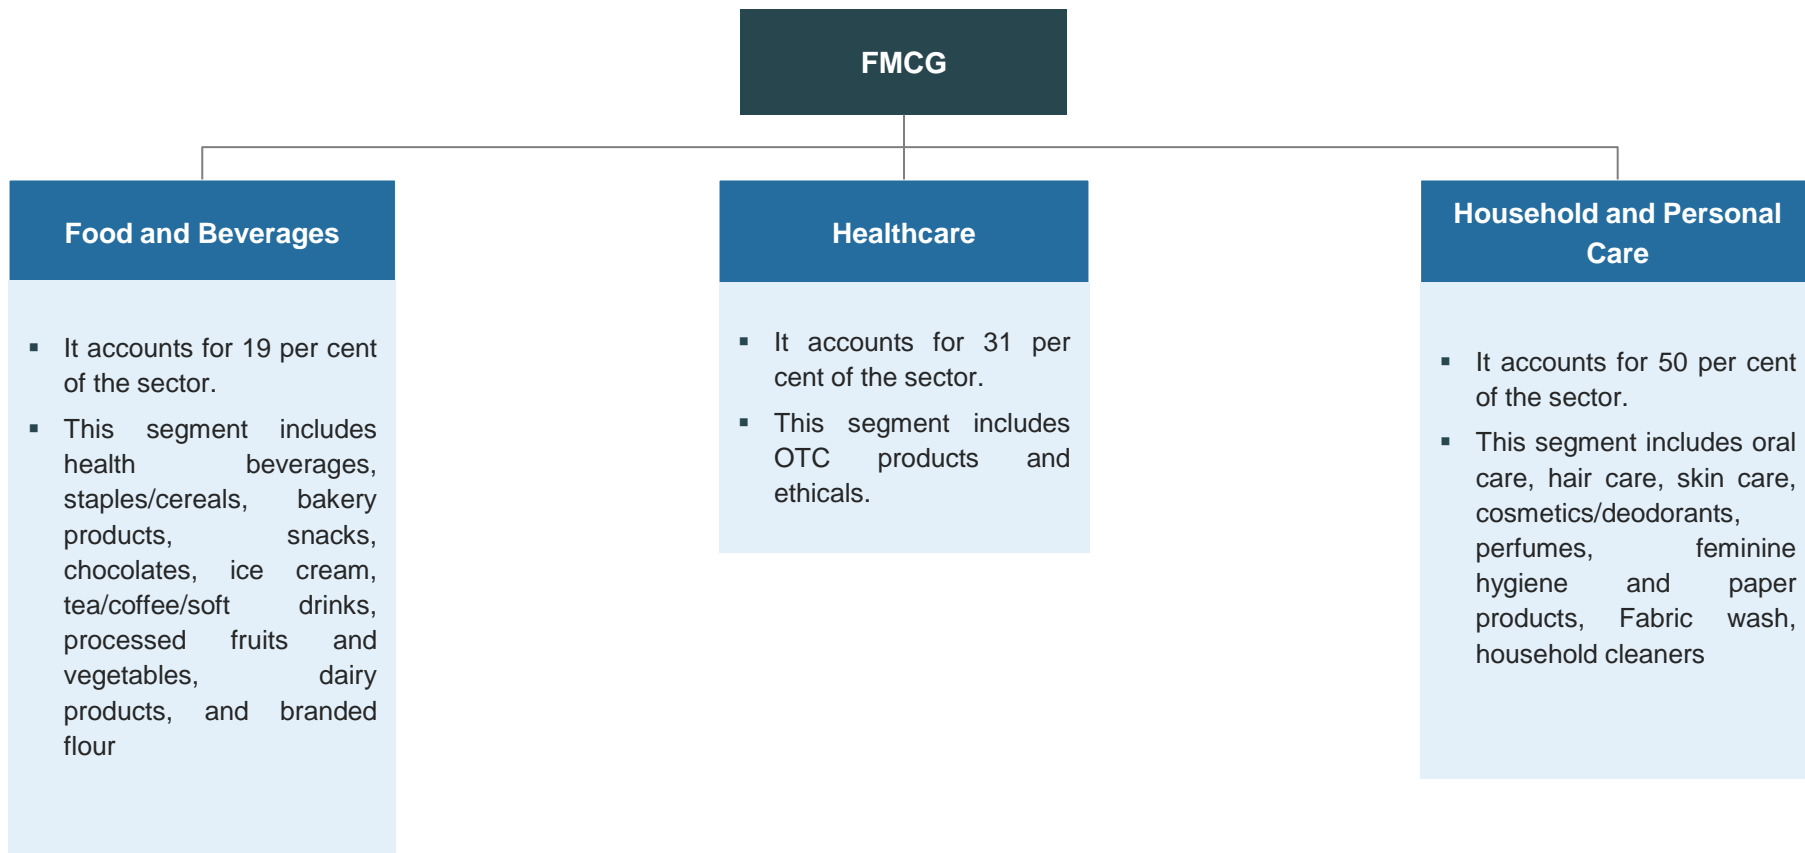 FMCG
Food and Beverages
▪ It accounts for 19 per cent
of the sector.
▪ This segment includes
health beverages,
staples/cereals, bakery
products, snacks,
chocolates, ice cream,
tea/coffee/soft drinks,
processed fruits and
vegetables, dairy
products, and branded
flour
Healthcare
▪ It accounts for 31 per
cent of the sector.
▪ This segment includes
OTC products and
ethicals.
Household and Personal
Care
▪ It accounts for 50 per cent
of the sector.
▪ This segment includes oral
care, hair care, skin care,
cosmetics/deodorants,
perfumes, feminine
hygiene and paper
products, Fabric wash,
household cleaners